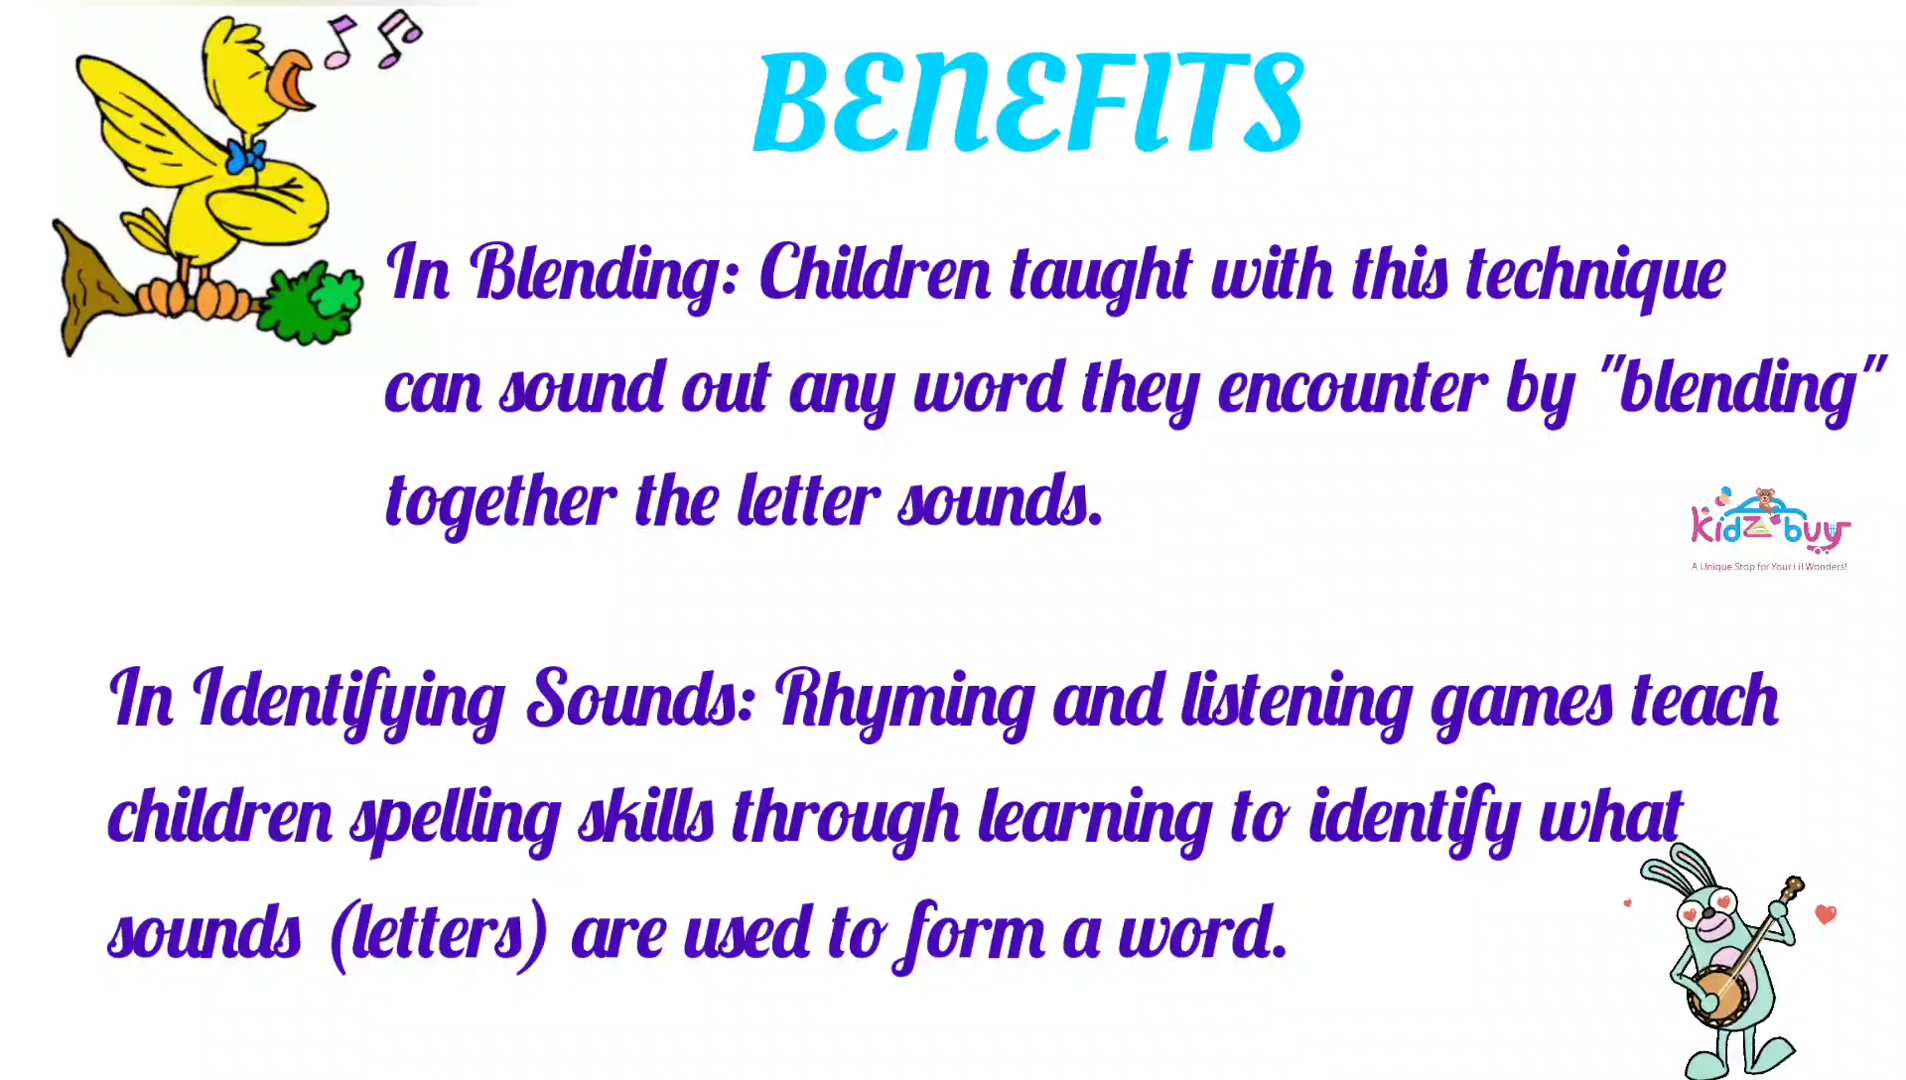 BENEFITS
In Blending: Children taught with this technique
can sound out any word they encounter by "blending"
together the letter sounds.
kidz buy
A Unique Stop for Your Lil Wonders!
In Identifying Sounds: Rhyming and listening games teach
children spelling skills through learning to identify what
sounds (letters) are used to form a word.